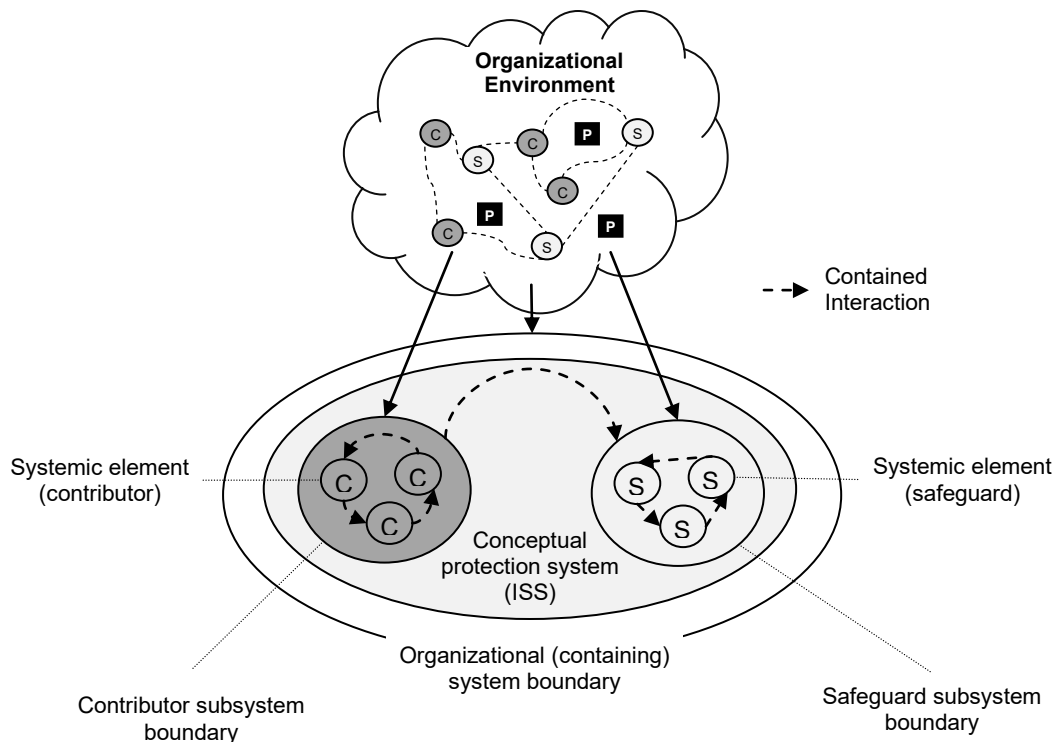 Organizational
Environment
C
S
C
P
S
C
P
C
S
P
Contained
Interaction
Systemic element
(contributor)
C
C
C
S
S
S
Systemic element
(safeguard)
Conceptual
protection system
(ISS)
Organizational (containing)
system boundary
Contributor subsystem
boundary
Safeguard subsystem
boundary